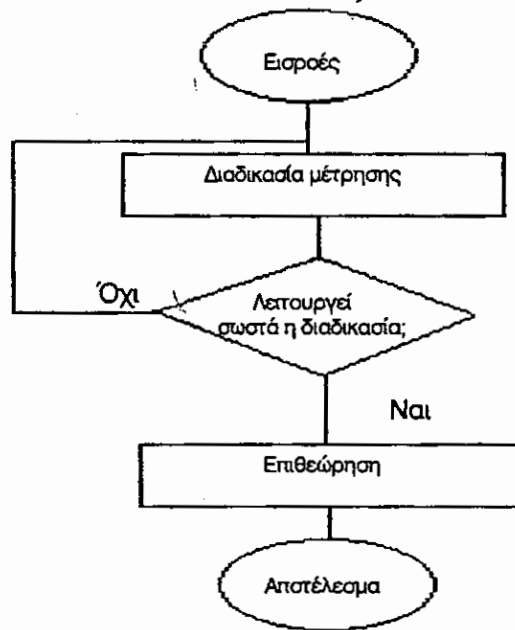 Εισροές
Διαδικασία μέτρησης
Όχι
Λειτουργεί
σωστά η διαδικασία;
Ναι
Επιθεώρηση
Αποτέλεσμα